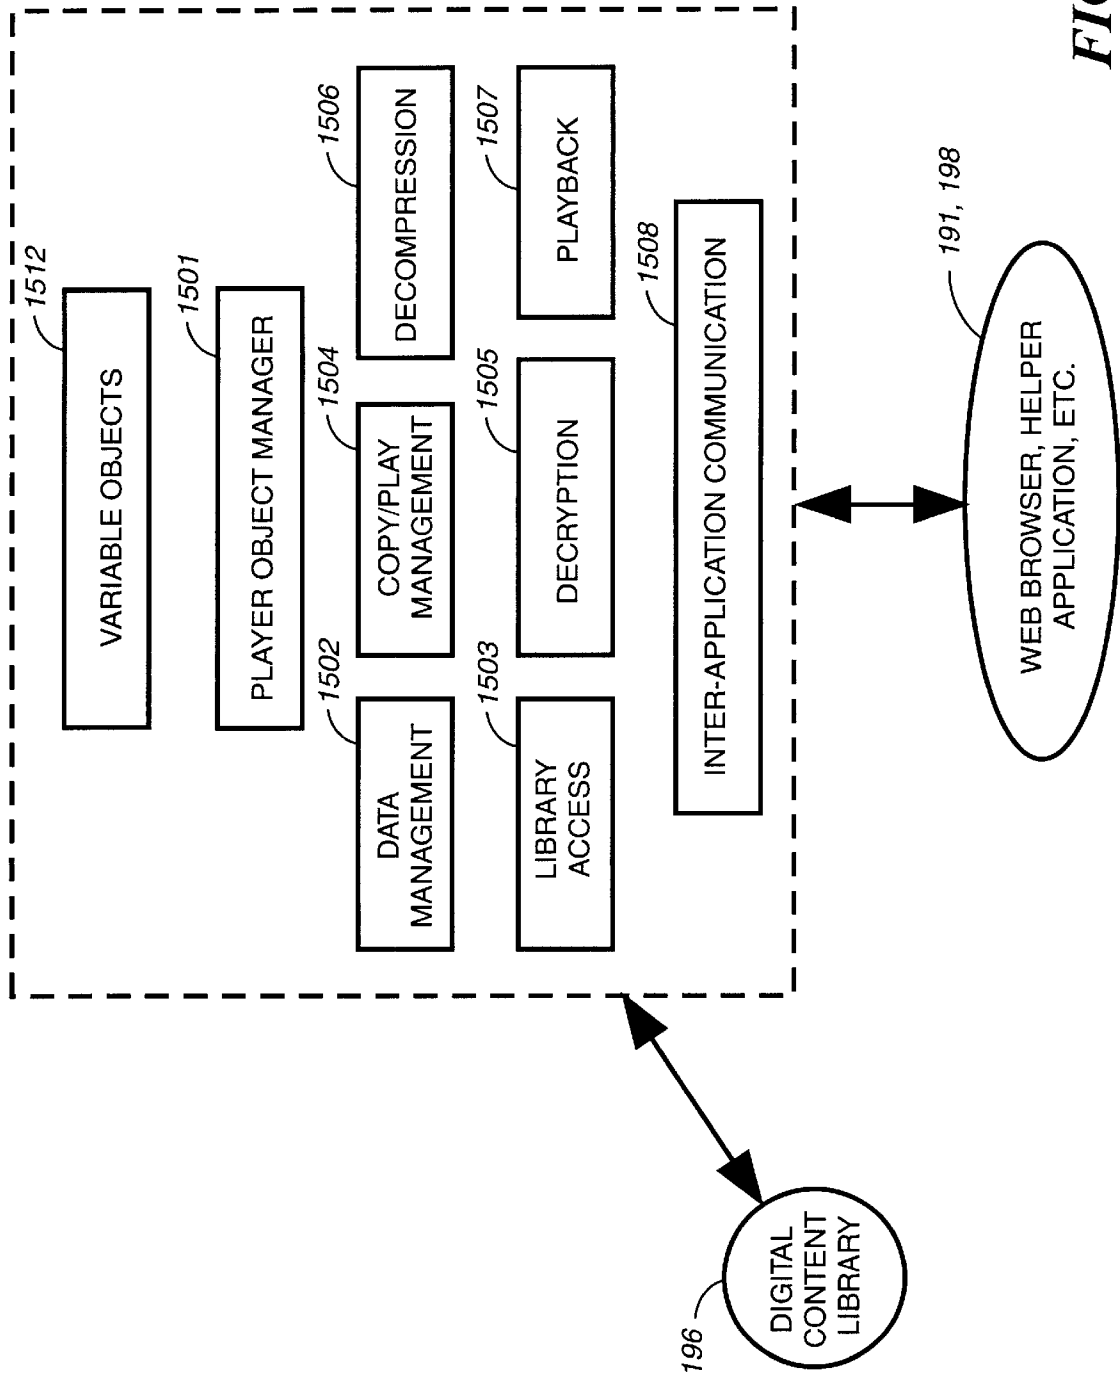 1512
VARIABLE OBJECTS
1501
PLAYER OBJECT MANAGER
1502
DATA
MANAGEMENT
1504
COPY/PLAY
MANAGEMENT
1506
DECOMPRESSION
1503
LIBRARY
ACCESS
1505
DECRYPTION
1507
PLAYBACK
1508
INTER-APPLICATION COMMUNICATION
196
DIGITAL
CONTENT
LIBRARY
191, 198
WEB BROWSER, HELPER
APPLICATION, ETC.